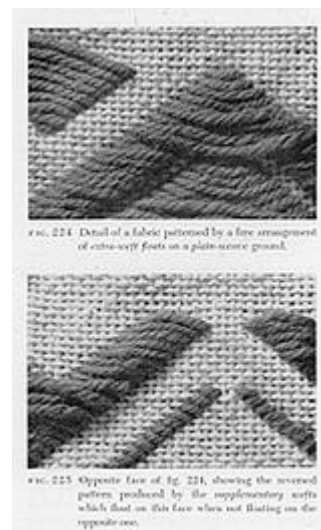 FIG. 224 Detail of a fabric patterned by a free arrangement
of extra-weft floats on a plain-weave ground.
FIG. 225 Opposite face of fig. 224, showing the reversed
pattern produced by the supplementary wefts
which float on this face when not floating on the
opposite one.